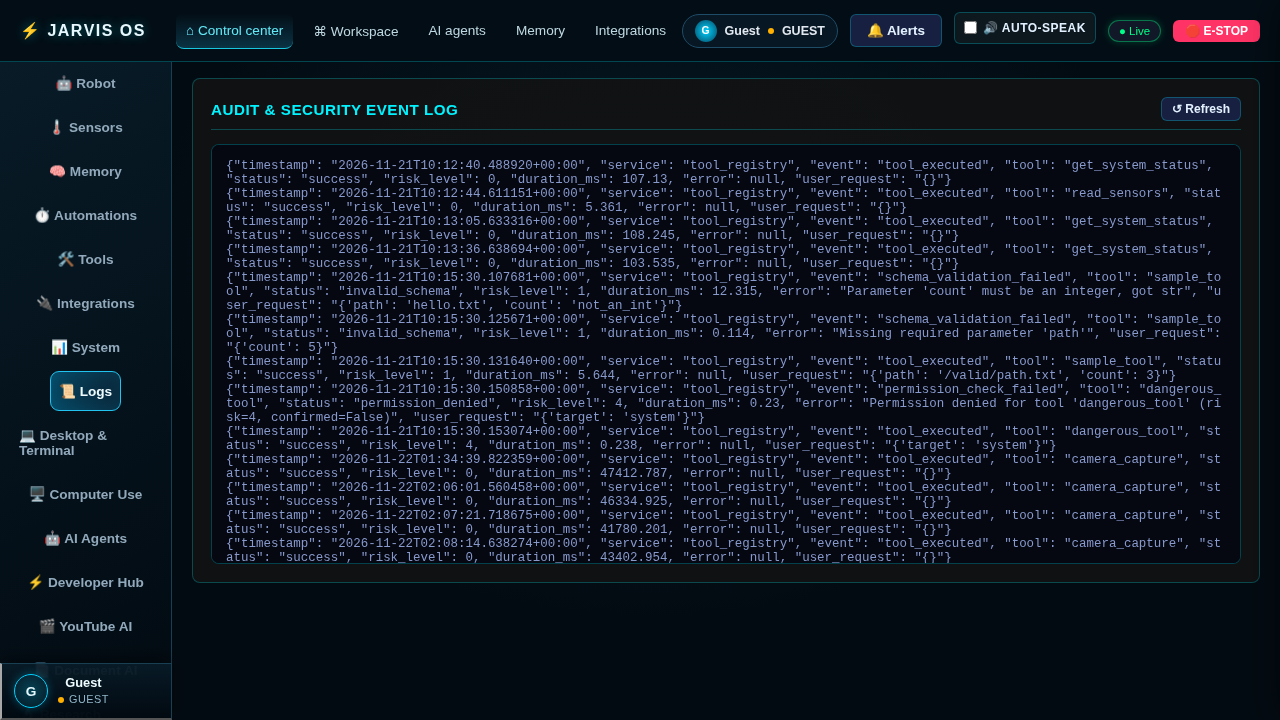 ⚡ JARVIS OS
⌂ Control center
⌘ Workspace
AI agents
Memory
Integrations
G Guest GUEST
🔔 Alerts
🔊 AUTO-SPEAK
● Live
🛑 E-STOP
🤖 Robot
🌡️ Sensors
🧠 Memory
⏱️ Automations
🛠️ Tools
🔌 Integrations
📊 System
📜 Logs
💻 Desktop &
Terminal
🖥️ Computer Use
🤖 AI Agents
⚡ Developer Hub
🎬 YouTube AI
Document AI
G
Guest
GUEST
AUDIT & SECURITY EVENT LOG
↺ Refresh
{"timestamp": "2026-11-21T10:12:40.488920+00:00", "service": "tool_registry", "event": "tool_executed", "tool": "get_system_status",
"status": "success", "risk_level": 0, "duration_ms": 107.13, "error": null, "user_request": "{}"}
{"timestamp": "2026-11-21T10:12:44.611151+00:00", "service": "tool_registry", "event": "tool_executed", "tool": "read_sensors", "stat
us": "success", "risk_level": 0, "duration_ms": 5.361, "error": null, "user_request": "{}"}
{"timestamp": "2026-11-21T10:13:05.633316+00:00", "service": "tool_registry", "event": "tool_executed", "tool": "get_system_status",
"status": "success", "risk_level": 0, "duration_ms": 108.245, "error": null, "user_request": "{}"}
{"timestamp": "2026-11-21T10:13:36.638694+00:00", "service": "tool_registry", "event": "tool_executed", "tool": "get_system_status",
"status": "success", "risk_level": 0, "duration_ms": 103.535, "error": null, "user_request": "{}"}
{"timestamp": "2026-11-21T10:15:30.107681+00:00", "service": "tool_registry", "event": "schema_validation_failed", "tool": "sample_to
ol", "status": "invalid_schema", "risk_level": 1, "duration_ms": 12.315, "error": "Parameter 'count' must be an integer, got str", "u
ser_request": "{'path': 'hello.txt', 'count': 'not_an_int'}"}
{"timestamp": "2026-11-21T10:15:30.125671+00:00", "service": "tool_registry", "event": "schema_validation_failed", "tool": "sample_to
ol", "status": "invalid_schema", "risk_level": 1, "duration_ms": 0.114, "error": "Missing required parameter 'path'", "user_request":
"{'count': 5}"}
{"timestamp": "2026-11-21T10:15:30.131640+00:00", "service": "tool_registry", "event": "tool_executed", "tool": "sample_tool", "statu
s": "success", "risk_level": 1, "duration_ms": 5.644, "error": null, "user_request": "{'path': '/valid/path.txt', 'count': 3}"}
{"timestamp": "2026-11-21T10:15:30.150858+00:00", "service": "tool_registry", "event": "permission_check_failed", "tool": "dangerous_
tool", "status": "permission_denied", "risk_level": 4, "duration_ms": 0.23, "error": "Permission denied for tool 'dangerous_tool' (ri
sk=4, confirmed=False)", "user_request": "{'target': 'system'}"}
{"timestamp": "2026-11-21T10:15:30.153074+00:00", "service": "tool_registry", "event": "tool_executed", "tool": "dangerous_tool", "st
atus": "success", "risk_level": 4, "duration_ms": 0.238, "error": null, "user_request": "{'target': 'system'}"}
{"timestamp": "2026-11-22T01:34:39.822359+00:00", "service": "tool_registry", "event": "tool_executed", "tool": "camera_capture", "st
atus": "success", "risk_level": 0, "duration_ms": 47412.787, "error": null, "user_request": "{}"}
{"timestamp": "2026-11-22T02:06:01.560458+00:00", "service": "tool_registry", "event": "tool_executed", "tool": "camera_capture", "st
atus": "success", "risk_level": 0, "duration_ms": 46334.925, "error": null, "user_request": "{}"}
{"timestamp": "2026-11-22T02:07:21.718675+00:00", "service": "tool_registry", "event": "tool_executed", "tool": "camera_capture", "st
atus": "success", "risk_level": 0, "duration_ms": 41780.201, "error": null, "user_request": "{}"}
{"timestamp": "2026-11-22T02:08:14.638274+00:00", "service": "tool_registry", "event": "tool_executed", "tool": "camera_capture", "st
atus": "success", "risk_level": 0, "duration_ms": 43402.954, "error": null, "user_request": "{}"}